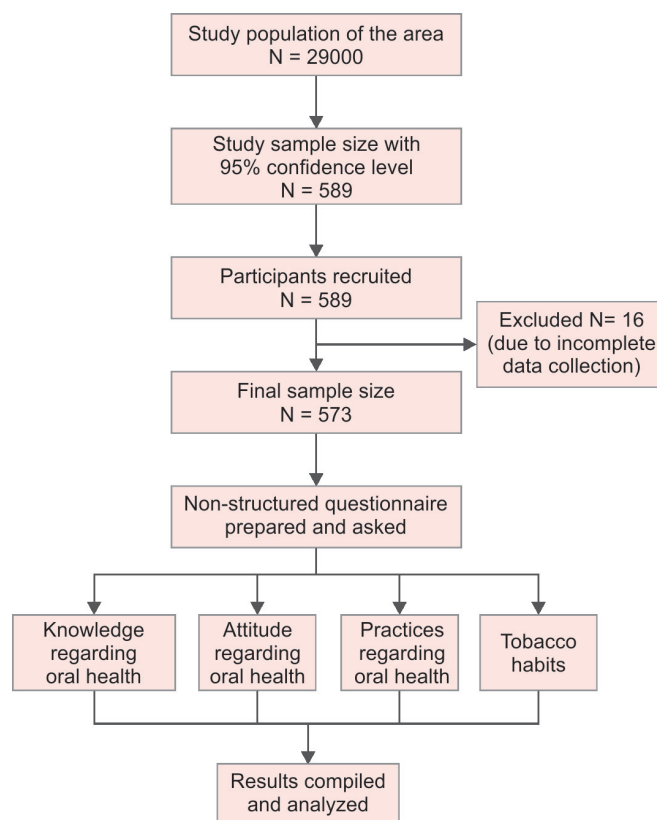 Study population of the area
N = 29000
Study sample size with
95% confidence level
N = 589
Participants recruited
N = 589
Excluded N= 16
(due to incomplete
data collection)
Final sample size
N = 573
Non-structured questionnaire
prepared and asked
Knowledge
regarding
oral health
Attitude
regarding
oral health
Practices
regarding
oral health
Tobacco
habits
Results compiled
and analyzed